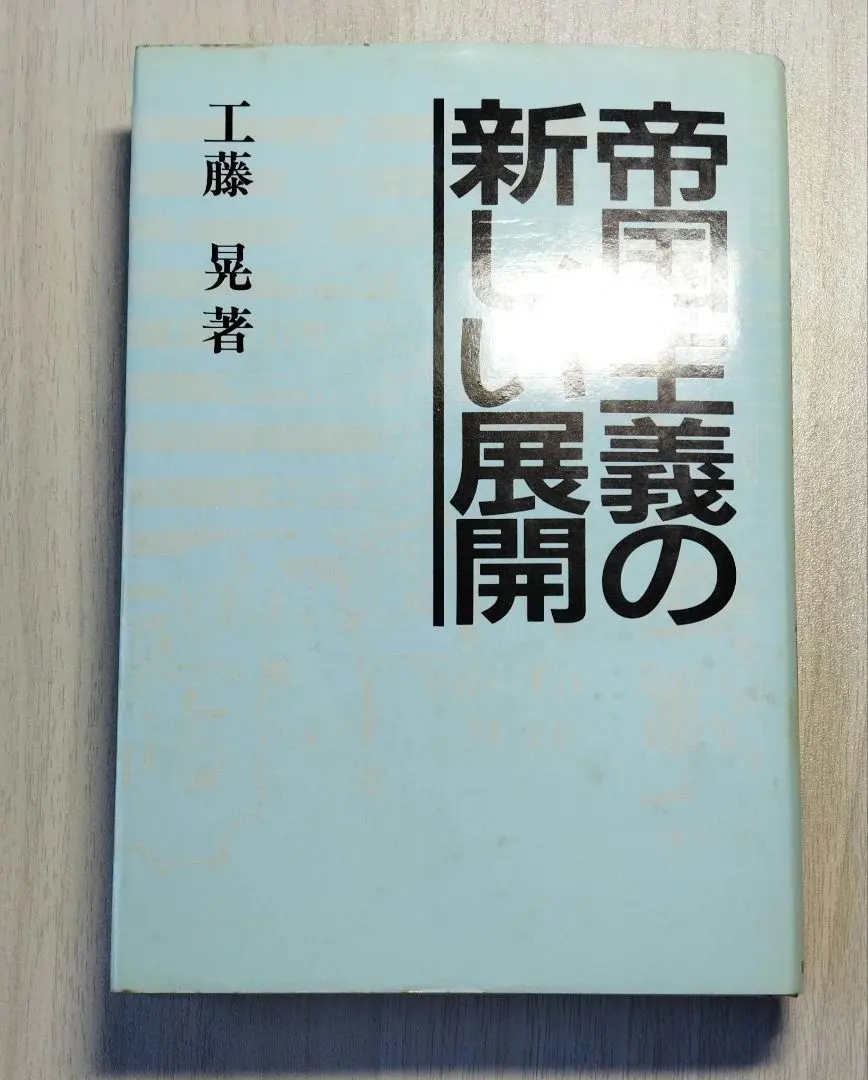 帝国主義の
新しい展開
工藤 晃著